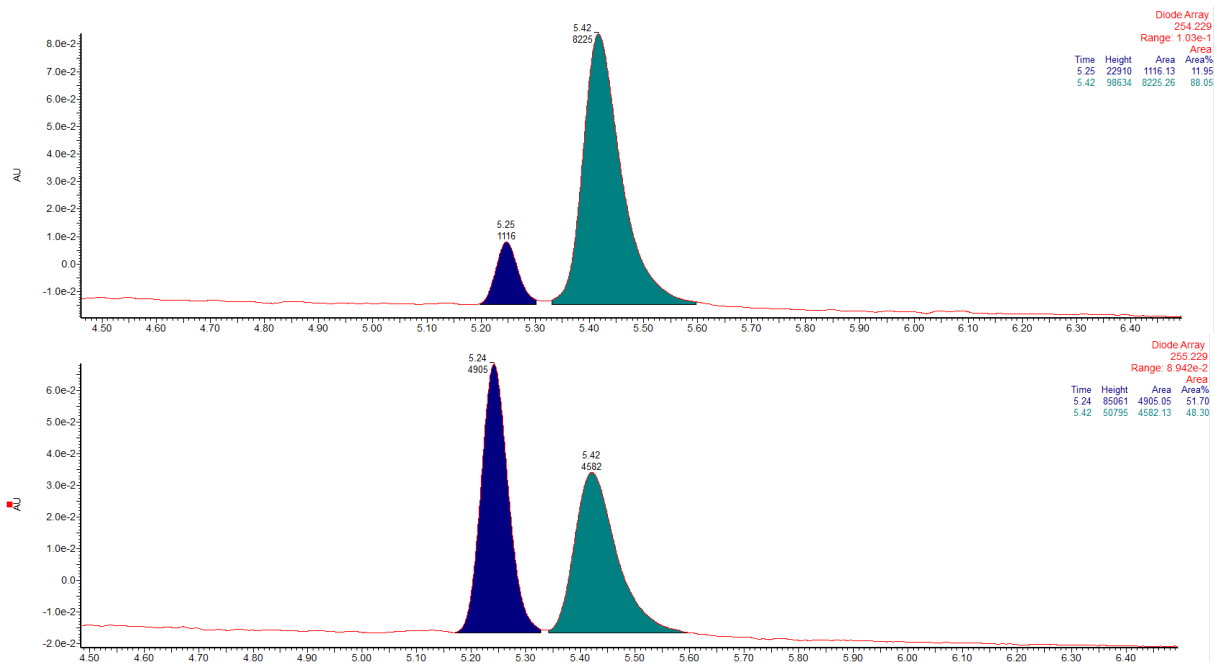 Diode Array
254.229
Range: 1.03e-1
Area
Time Height Area Area%
5.25 22910 1116.13 11.95
5.42 98634 8225.26 88.05
5.42
8225
5.25
1116
AU
8.0e-2
7.0e-2
6.0e-2
5.0e-2
4.0e-2
3.0e-2
2.0e-2
1.0e-2
0.0
-1.0e-2
4.50 4.60 4.70 4.80 4.90 5.00 5.10 5.20 5.30 5.40 5.50 5.60 5.70 5.80 5.90 6.00 6.10 6.20 6.30 6.40
Diode Array
255.229
Range: 8.942e-2
Area
Time Height Area Area%
5.24 85061 4905.05 51.70
5.42 50795 4582.13 48.30
5.24
4905
5.42
4582
AU
6.0e-2
5.0e-2
4.0e-2
3.0e-2
2.0e-2
1.0e-2
0.0
-1.0e-2
-2.0e-2
4.50 4.60 4.70 4.80 4.90 5.00 5.10 5.20 5.30 5.40 5.50 5.60 5.70 5.80 5.90 6.00 6.10 6.20 6.30 6.40